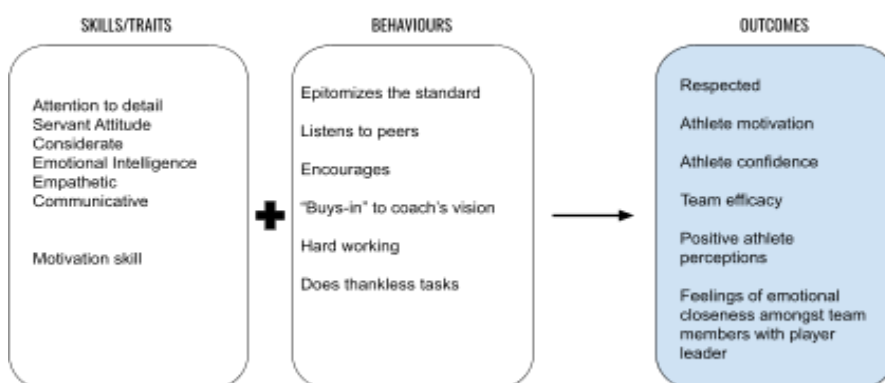 SKILLS/TRAITS
Attention to detail
Servant Attitude
Considerate
Emotional Intelligence
Empathetic
Communicative
Motivation skill
BEHAVIOURS
Epitomizes the standard
Listens to peers
Encourages
"Buys-in" to coach's vision
Hard working
Does thankless tasks
OUTCOMES
Respected
Athlete motivation
Athlete confidence
Team efficacy
Positive athlete
perceptions
Feelings of emotional
closeness amongst team
members with player
leader